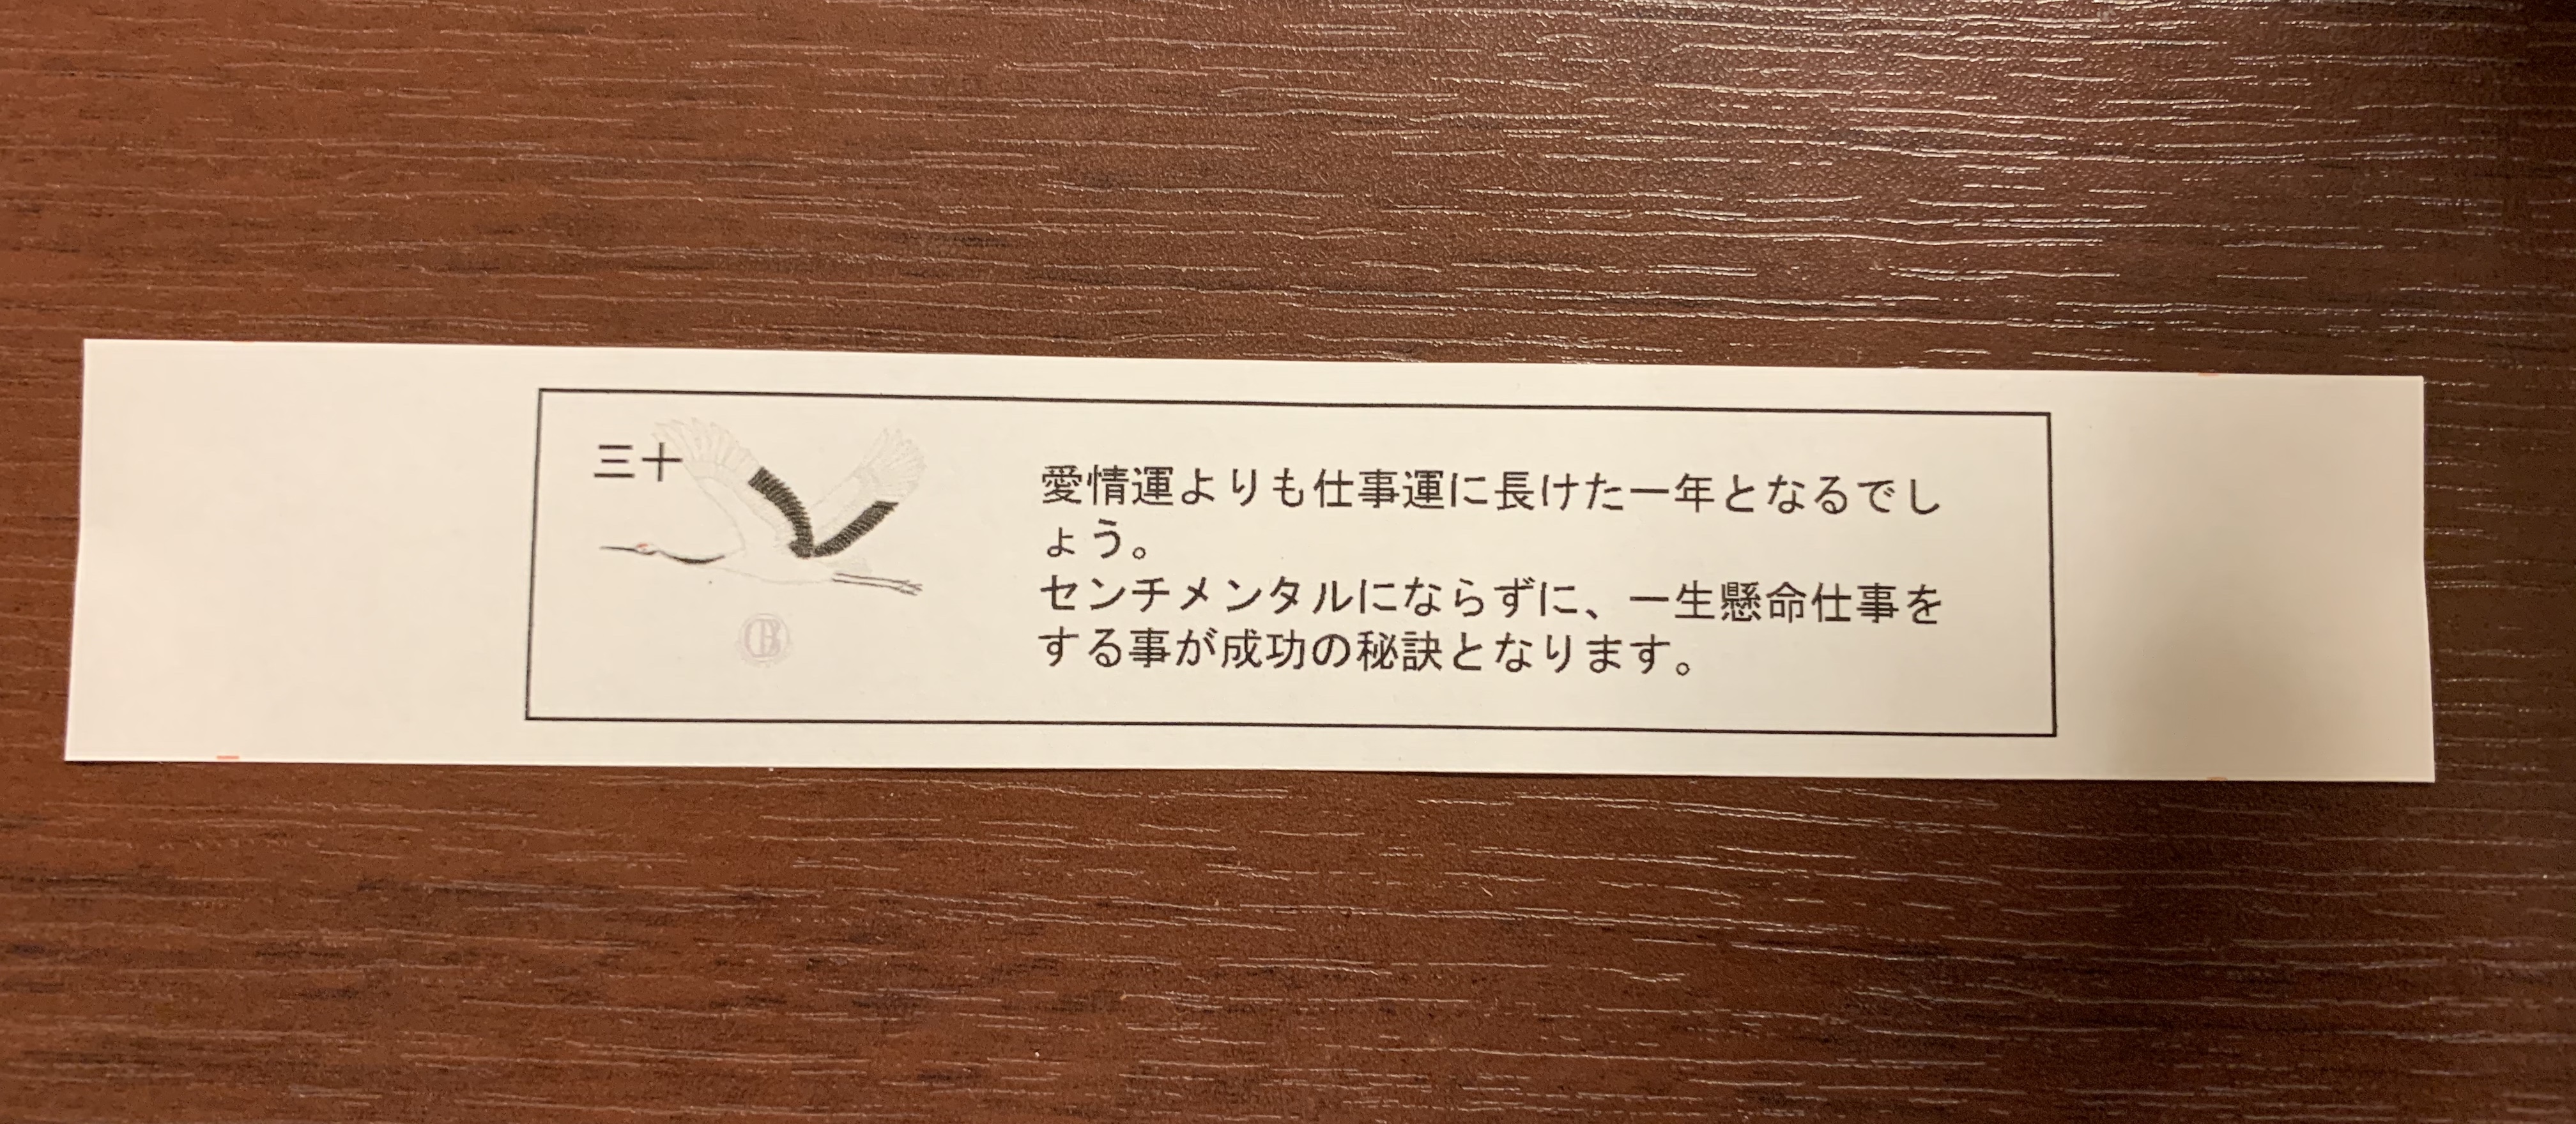 三十
愛情運よりも仕事運に長けた一年となるでし
ょう。
センチメンタルにならずに、一生懸命仕事を
する事が成功の秘訣となります。